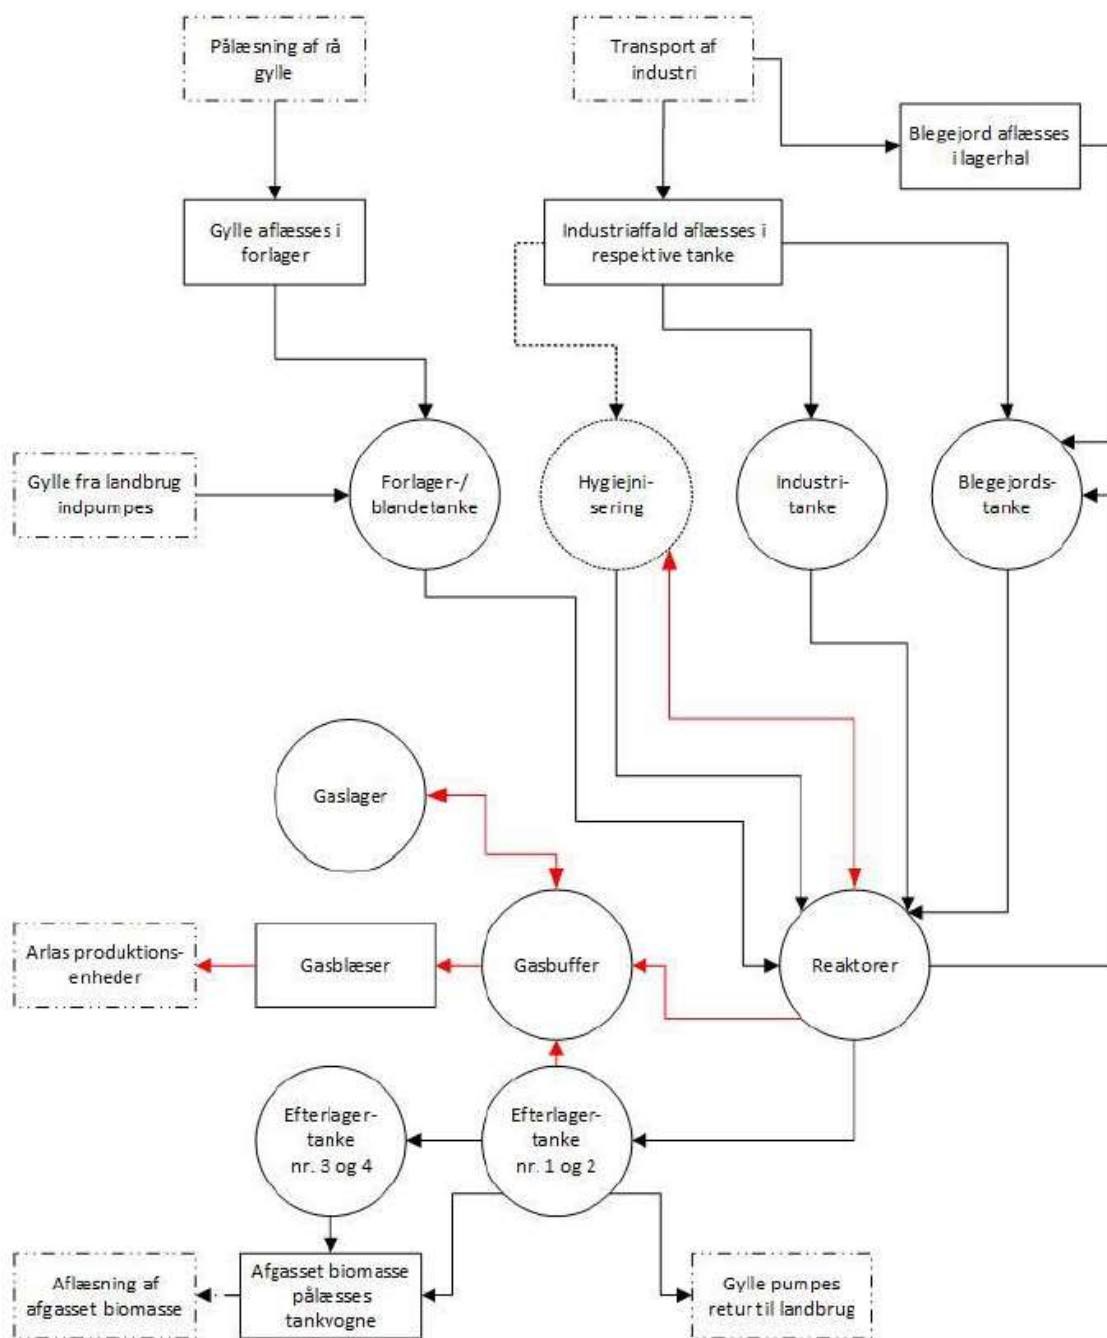 Pålæsning af rå
gylle
Transport af
industri
Blegejord aflæsses
i lagerhal
Gylle aflæsses i
forlager
Industriaffald aflæsses i
respektive tanke
Gylle fra landbrug
indpumpes
Forlager-/
blandetanke
Hygiejni-
sering
Industri-
tanke
Blegejords-
tanke
Gaslager
Arlas produktions-
enheder
Gasblæser
Gasbuffer
Reaktorer
Efterlager-
tanke
nr. 3 og 4
Efterlager-
tanke
nr. 1 og 2
Aflæsning af
afgasset biomasse
Afgasset biomasse
pålæsses
tankvogne
Gylle pumpes
retur til landbrug